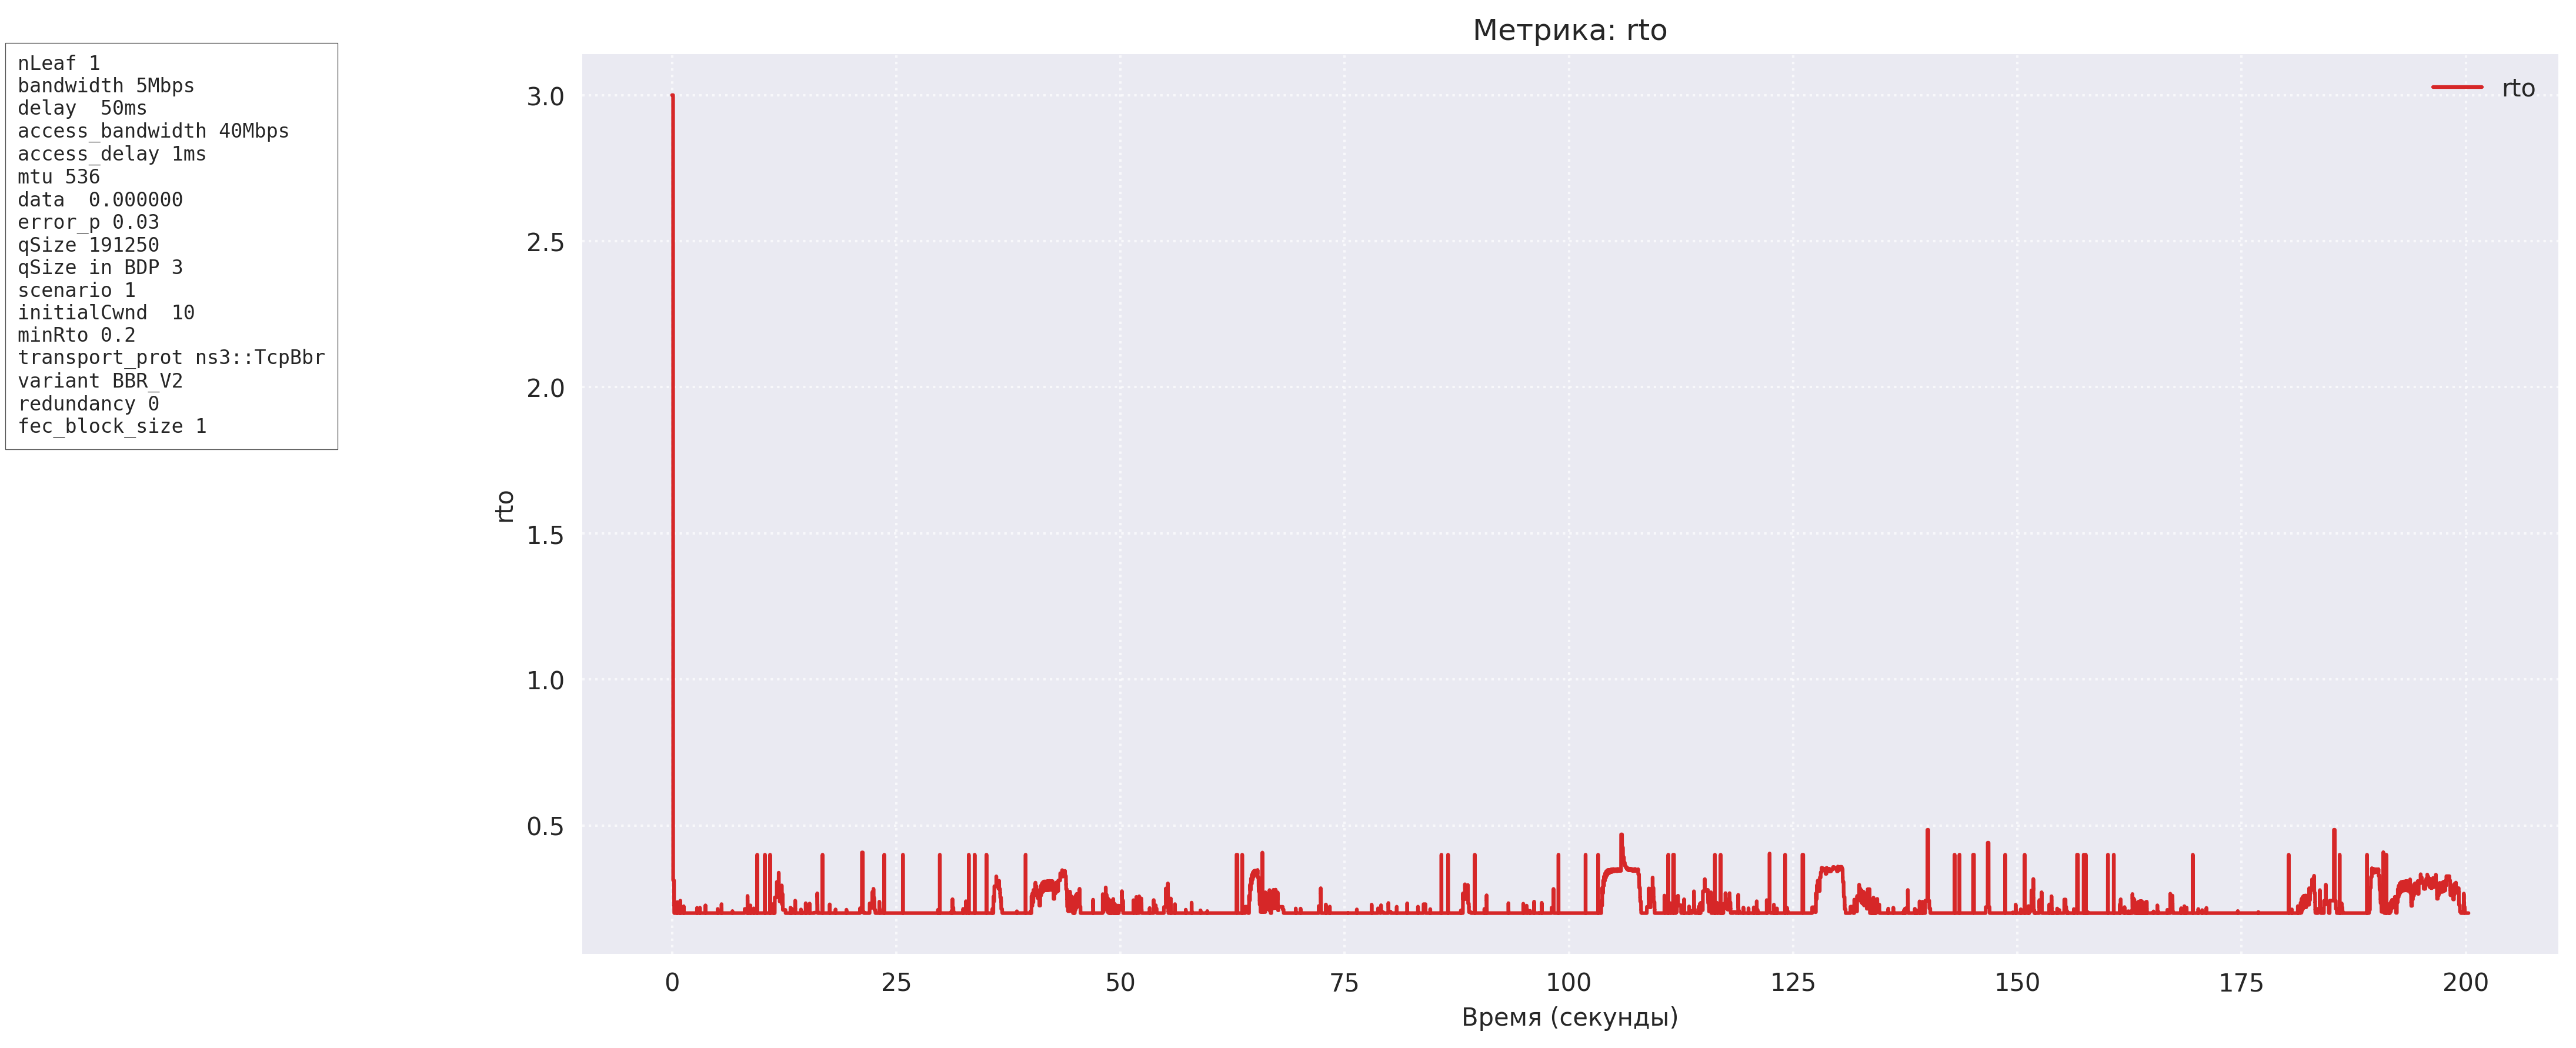 Метрика: rto
nLeaf 1
bandwidth 5Mbps
delay  50ms
access_bandwidth 40Mbps
access_delay 1ms
mtu 536
data  0.000000
error_p 0.03
qSize 191250
qSize in BDP 3
scenario 1
initialCwnd  10
minRto 0.2
transport_prot ns3::TcpBbr
variant BBR_V2
redundancy 0
fec_block_size 1
rto
3.0
2.5
2.0
1.5
1.0
0.5
rto
0 25 50 75 100 125 150 175 200
Время (секунды)